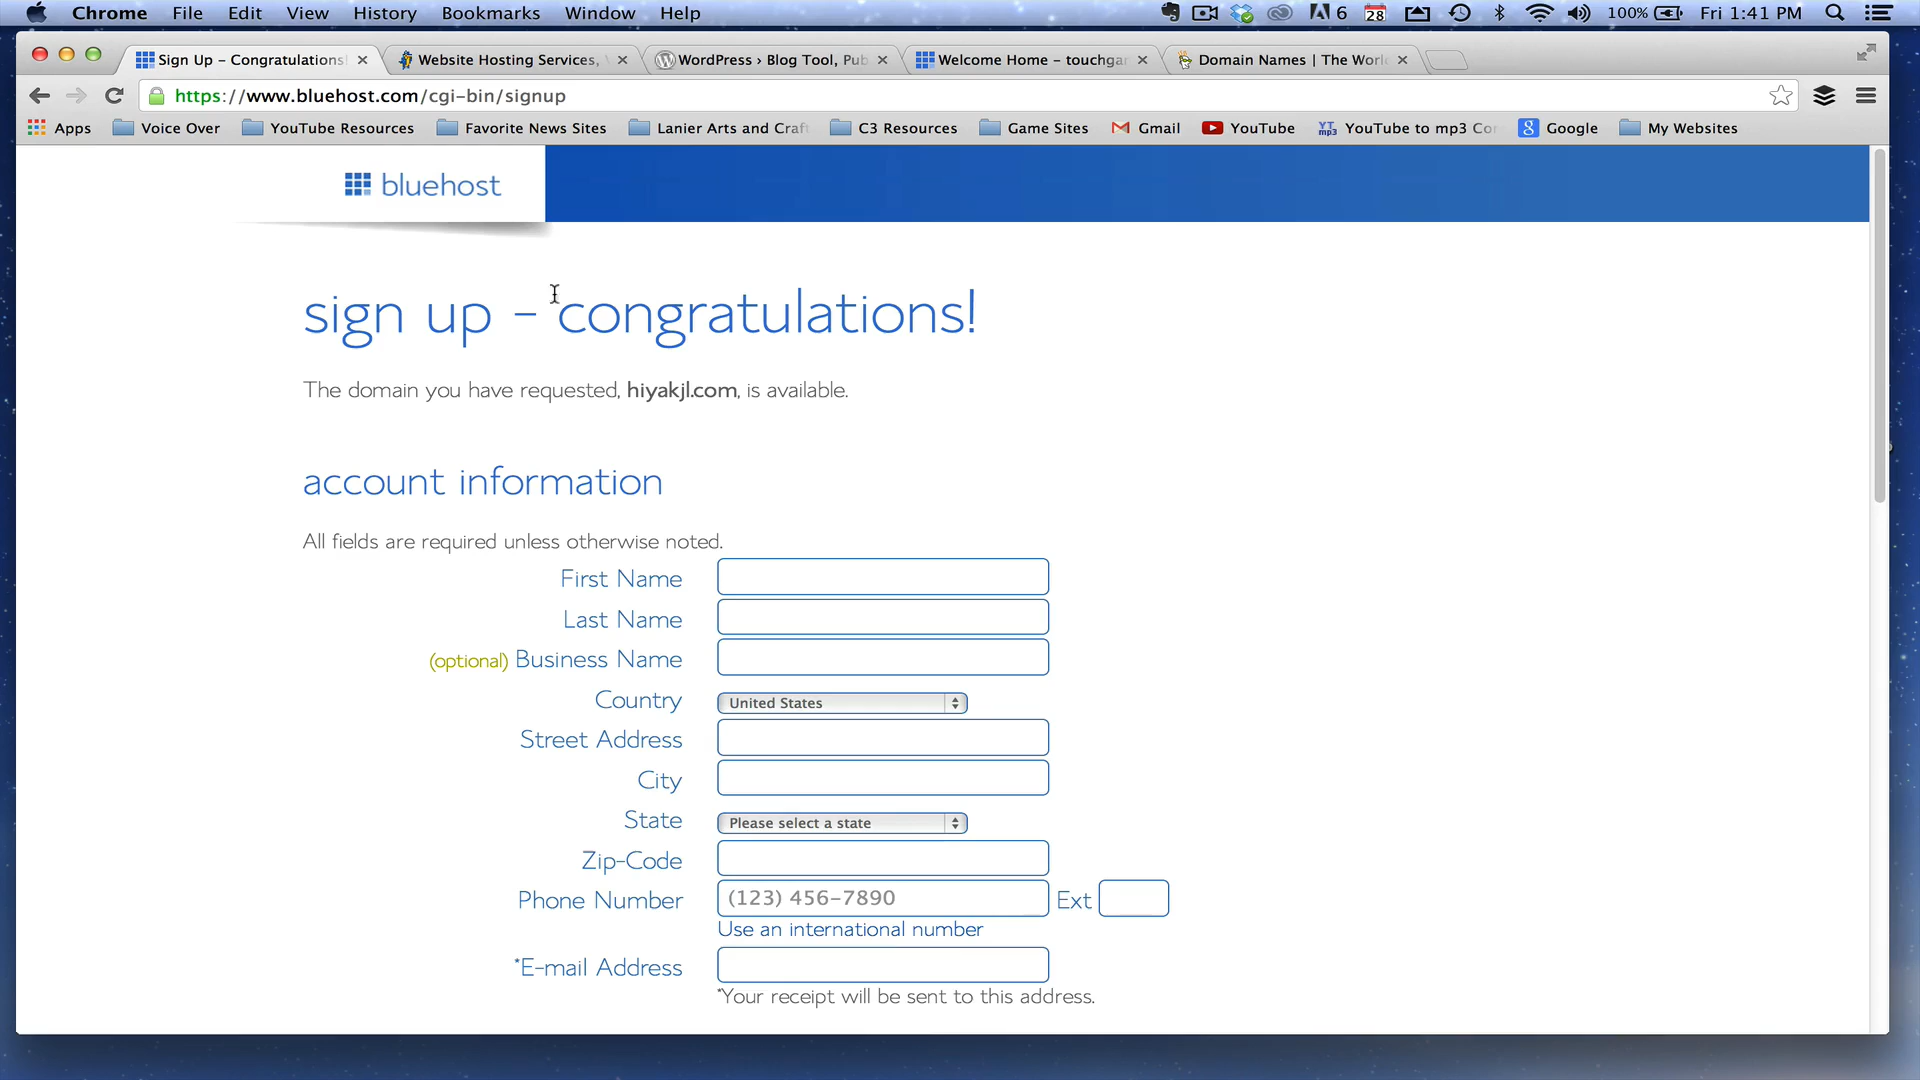 Chrome File Edit View History Bookmarks Window Help 6 28 100% Fri 1:41 PM
Sign Up – Congratulations! Website Hosting Services, WordPress › Blog Tool, Pub Welcome Home – touchgar Domain Names | The Worl
https://www.bluehost.com/cgi-bin/signup
Apps Voice Over YouTube Resources Favorite News Sites Lanier Arts and Craf C3 Resources Game Sites Gmail YouTube YouTube to mp3 Co Google My Websites
bluehost
sign up – congratulations!
The domain you have requested, hiyakjl.com, is available.
account information
All fields are required unless otherwise noted.
First Name
Last Name
(optional) Business Name
Country United States
Street Address
City
State Please select a state
Zip-Code
Phone Number (123) 456-7890 Ext
Use an international number
*E-mail Address
*Your receipt will be sent to this address.